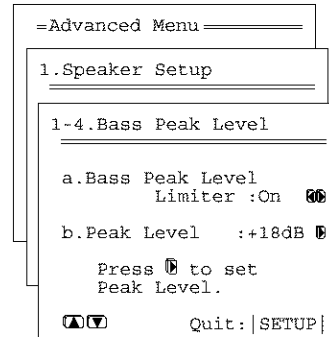 Advanced Menu
1.Speaker Setup
1-4.Bass Peak Level
a.Bass Peak Level
Limiter :On
b.Peak Level :+18dB
Press to set
Peak Level.
Quit:|SETUP|